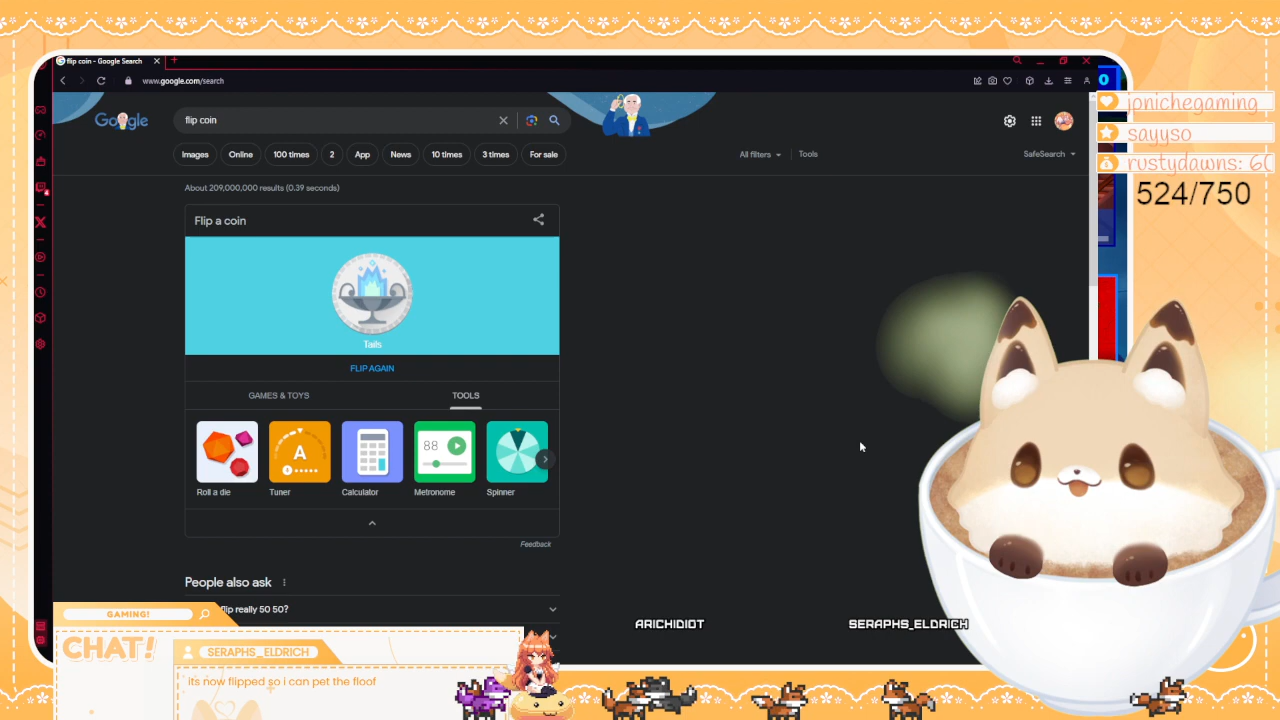 flip coin - Google Search
www.google.com/search
Google
flip coin
Images
Online
100 times
2
App
News
10 times
3 times
For sale
All filters
Tools
SafeSearch
About 209,000,000 results (0.39 seconds)
Flip a coin
Tails
FLIP AGAIN
GAMES & TOYS
TOOLS
A
88
Roll a die
Tuner
Calculator
Metronome
Spinner
Feedback
People also ask
flip really 50 50?
jpnichegaming
sayyso
rustydawns: 60
524/750
0
4
ARICHIDIOT
SERAPHS_ELDRICH
GAMING!
CHAT!
SERAPHS_ELDRICH
its now flipped so i can pet the floof